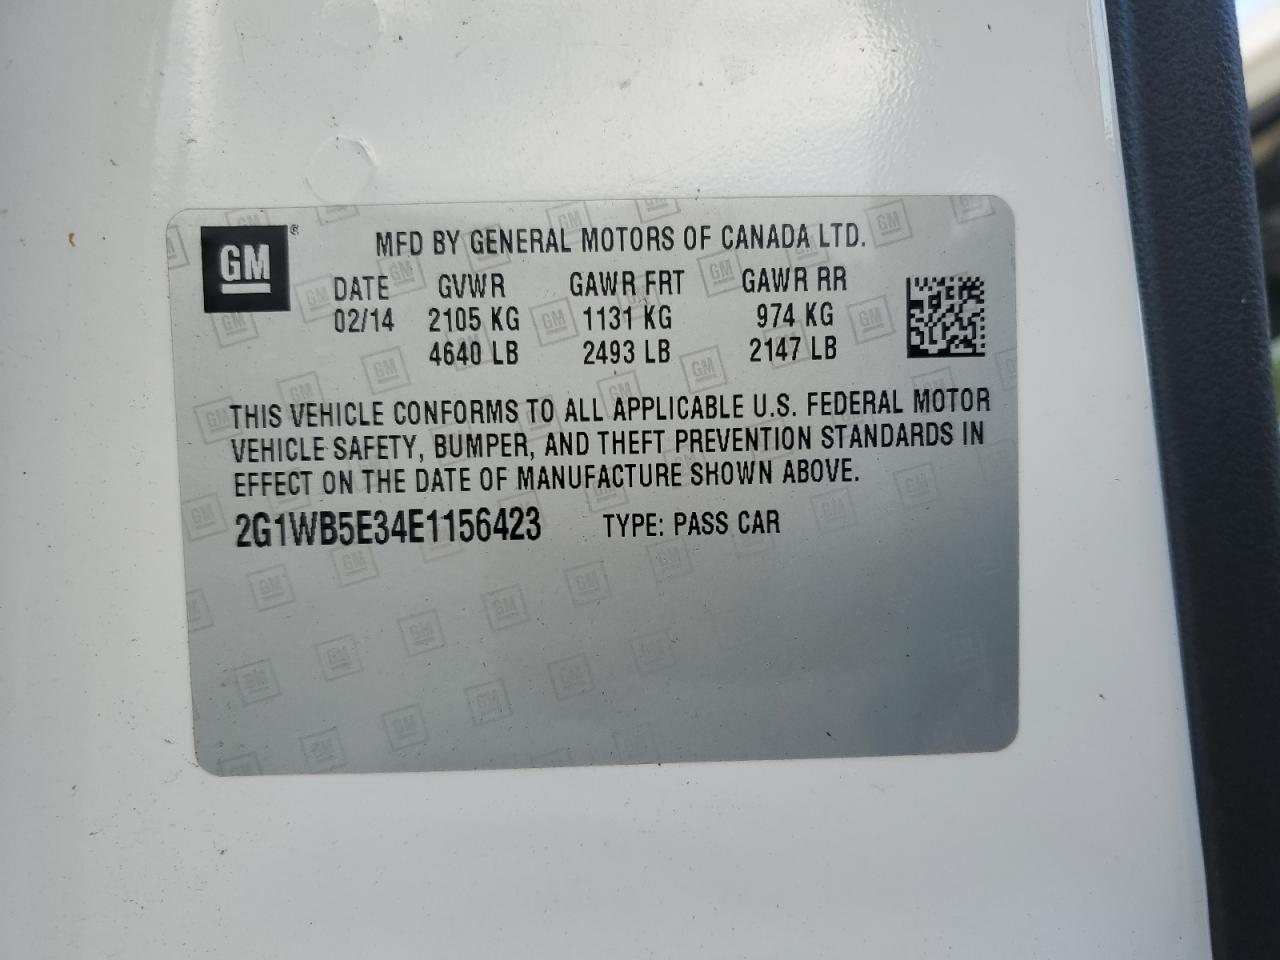 GM®
MFD BY GENERAL MOTORS OF CANADA LTD.
DATE GVWR GAWR FRT GAWR RR
02/14 2105 KG 1131 KG 974 KG
4640 LB 2493 LB 2147 LB
THIS VEHICLE CONFORMS TO ALL APPLICABLE U.S. FEDERAL MOTOR
VEHICLE SAFETY, BUMPER, AND THEFT PREVENTION STANDARDS IN
EFFECT ON THE DATE OF MANUFACTURE SHOWN ABOVE.
2G1WB5E34E1156423 TYPE: PASS CAR